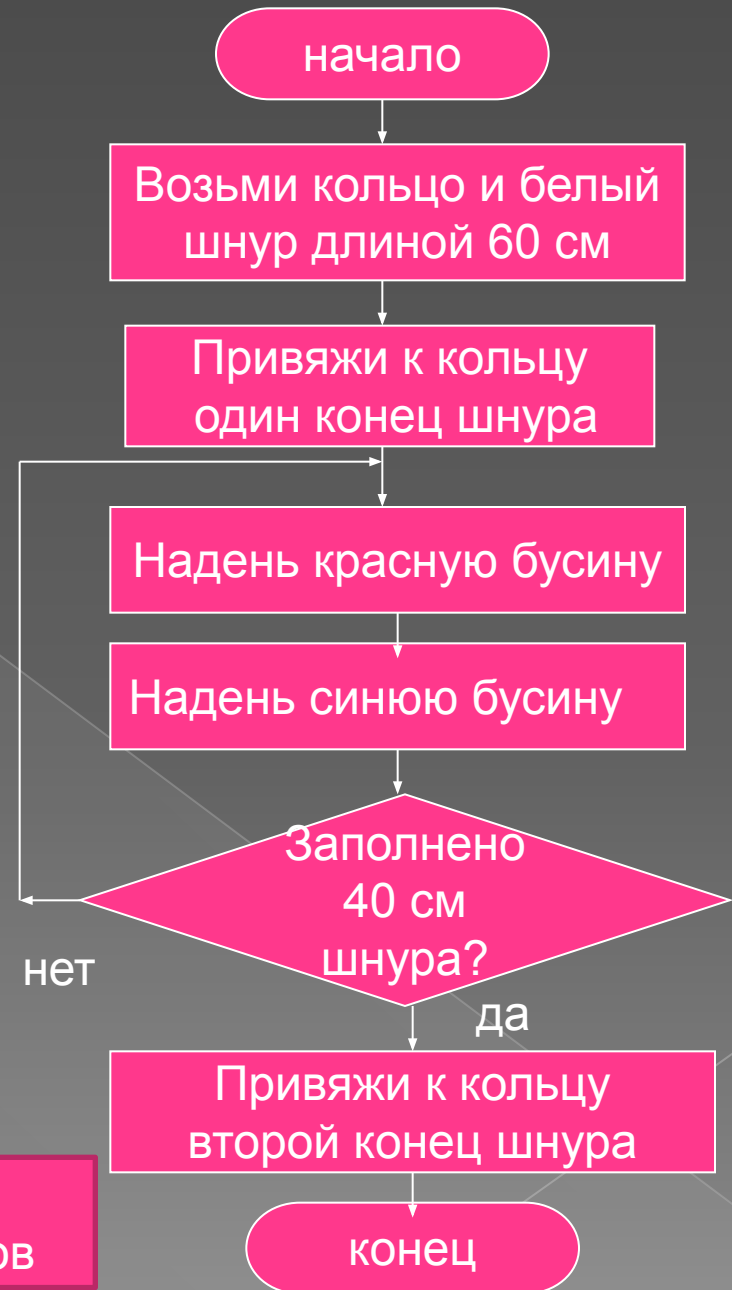 начало
Возьми кольцо и белый
шнур длиной 60 см
Привяжи к кольцу
один конец шнура
Надень красную бусину
Надень синюю бусину
Заполнено
40 см
шнура?
нет
да
Привяжи к кольцу
второй конец шнура
конец